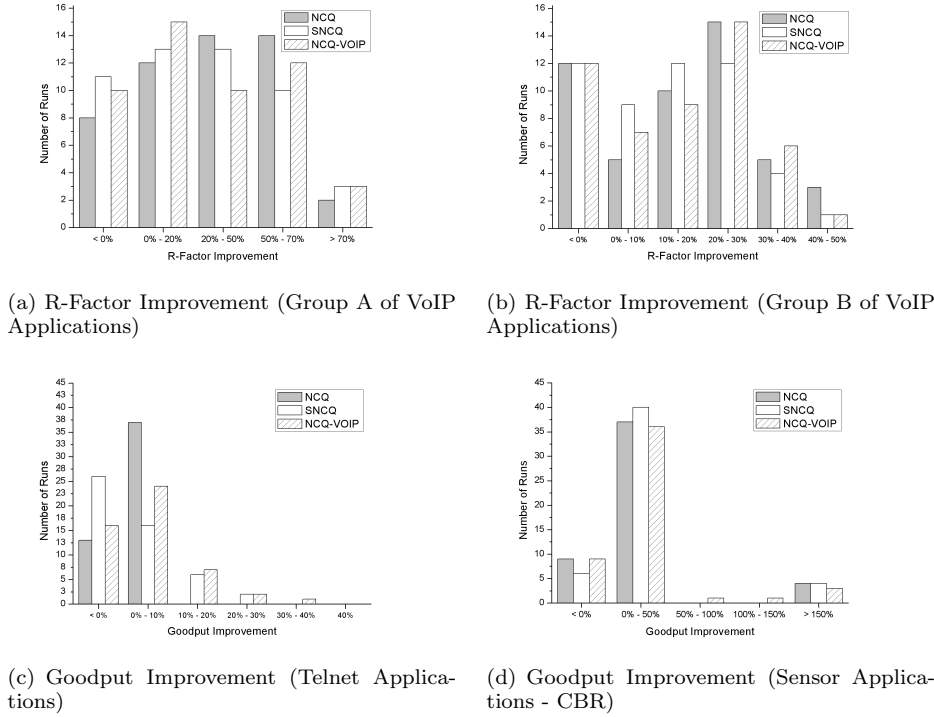 16
14
12
10
8
6
4
2
0
Number of Runs
NCQ
SNCQ
NCQ-VOIP
< 0%
0% - 20%
20% - 50%
50% - 70%
> 70%
R-Factor Improvement
(a) R-Factor Improvement (Group A of VoIP
Applications)
16
14
12
10
8
6
4
2
0
Number of Runs
NCQ
SNCQ
NCQ-VOIP
< 0%
0% - 10%
10% - 20%
20% - 30%
30% - 40%
40% - 50%
R-Factor Improvement
(b) R-Factor Improvement (Group B of VoIP
Applications)
45
43
40
38
35
33
30
28
25
23
20
18
15
13
10
8
5
3
0
Number of Runs
NCQ
SNCQ
NCQ-VOIP
< 0%
0% - 10%
10% - 20%
20% - 30%
30% - 40%
40%
Goodput Improvement
(c) Goodput Improvement (Telnet Applica-
tions)
45
40
35
30
25
20
15
10
5
0
Number of Runs
NCQ
SNCQ
NCQ-VOIP
< 0%
0% - 50%
50% - 100%
100% - 150%
> 150%
Goodput Improvement
(d) Goodput Improvement (Sensor Applica-
tions - CBR)